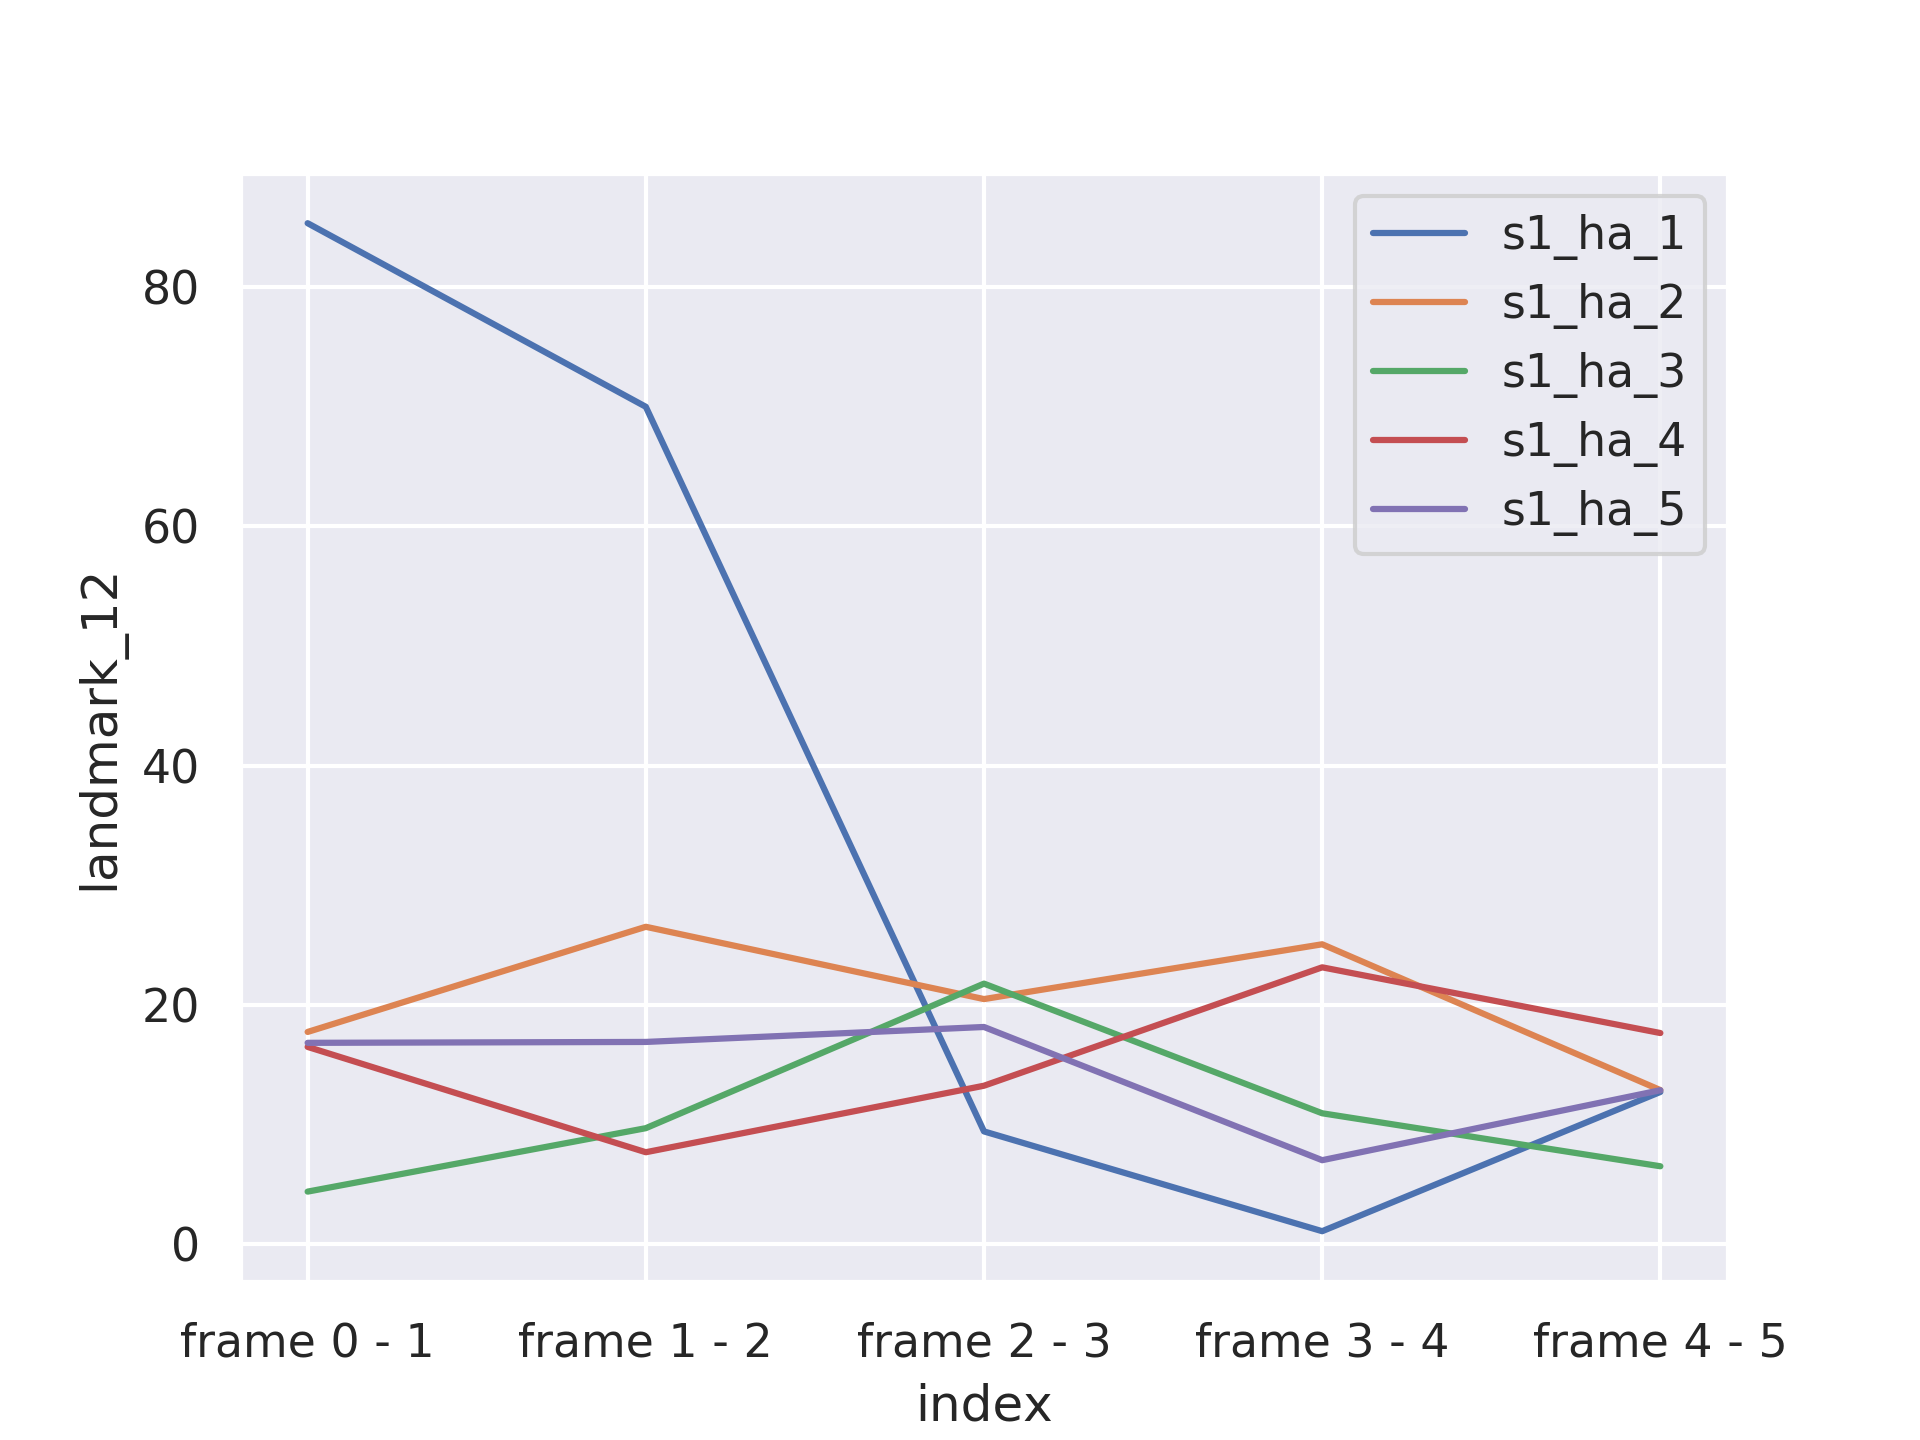 s1_ha_1
s1_ha_2
s1_ha_3
s1_ha_4
s1_ha_5
80
60
40
20
0
landmark_12
frame 0 - 1
frame 1 - 2
frame 2 - 3
frame 3 - 4
frame 4 - 5
index